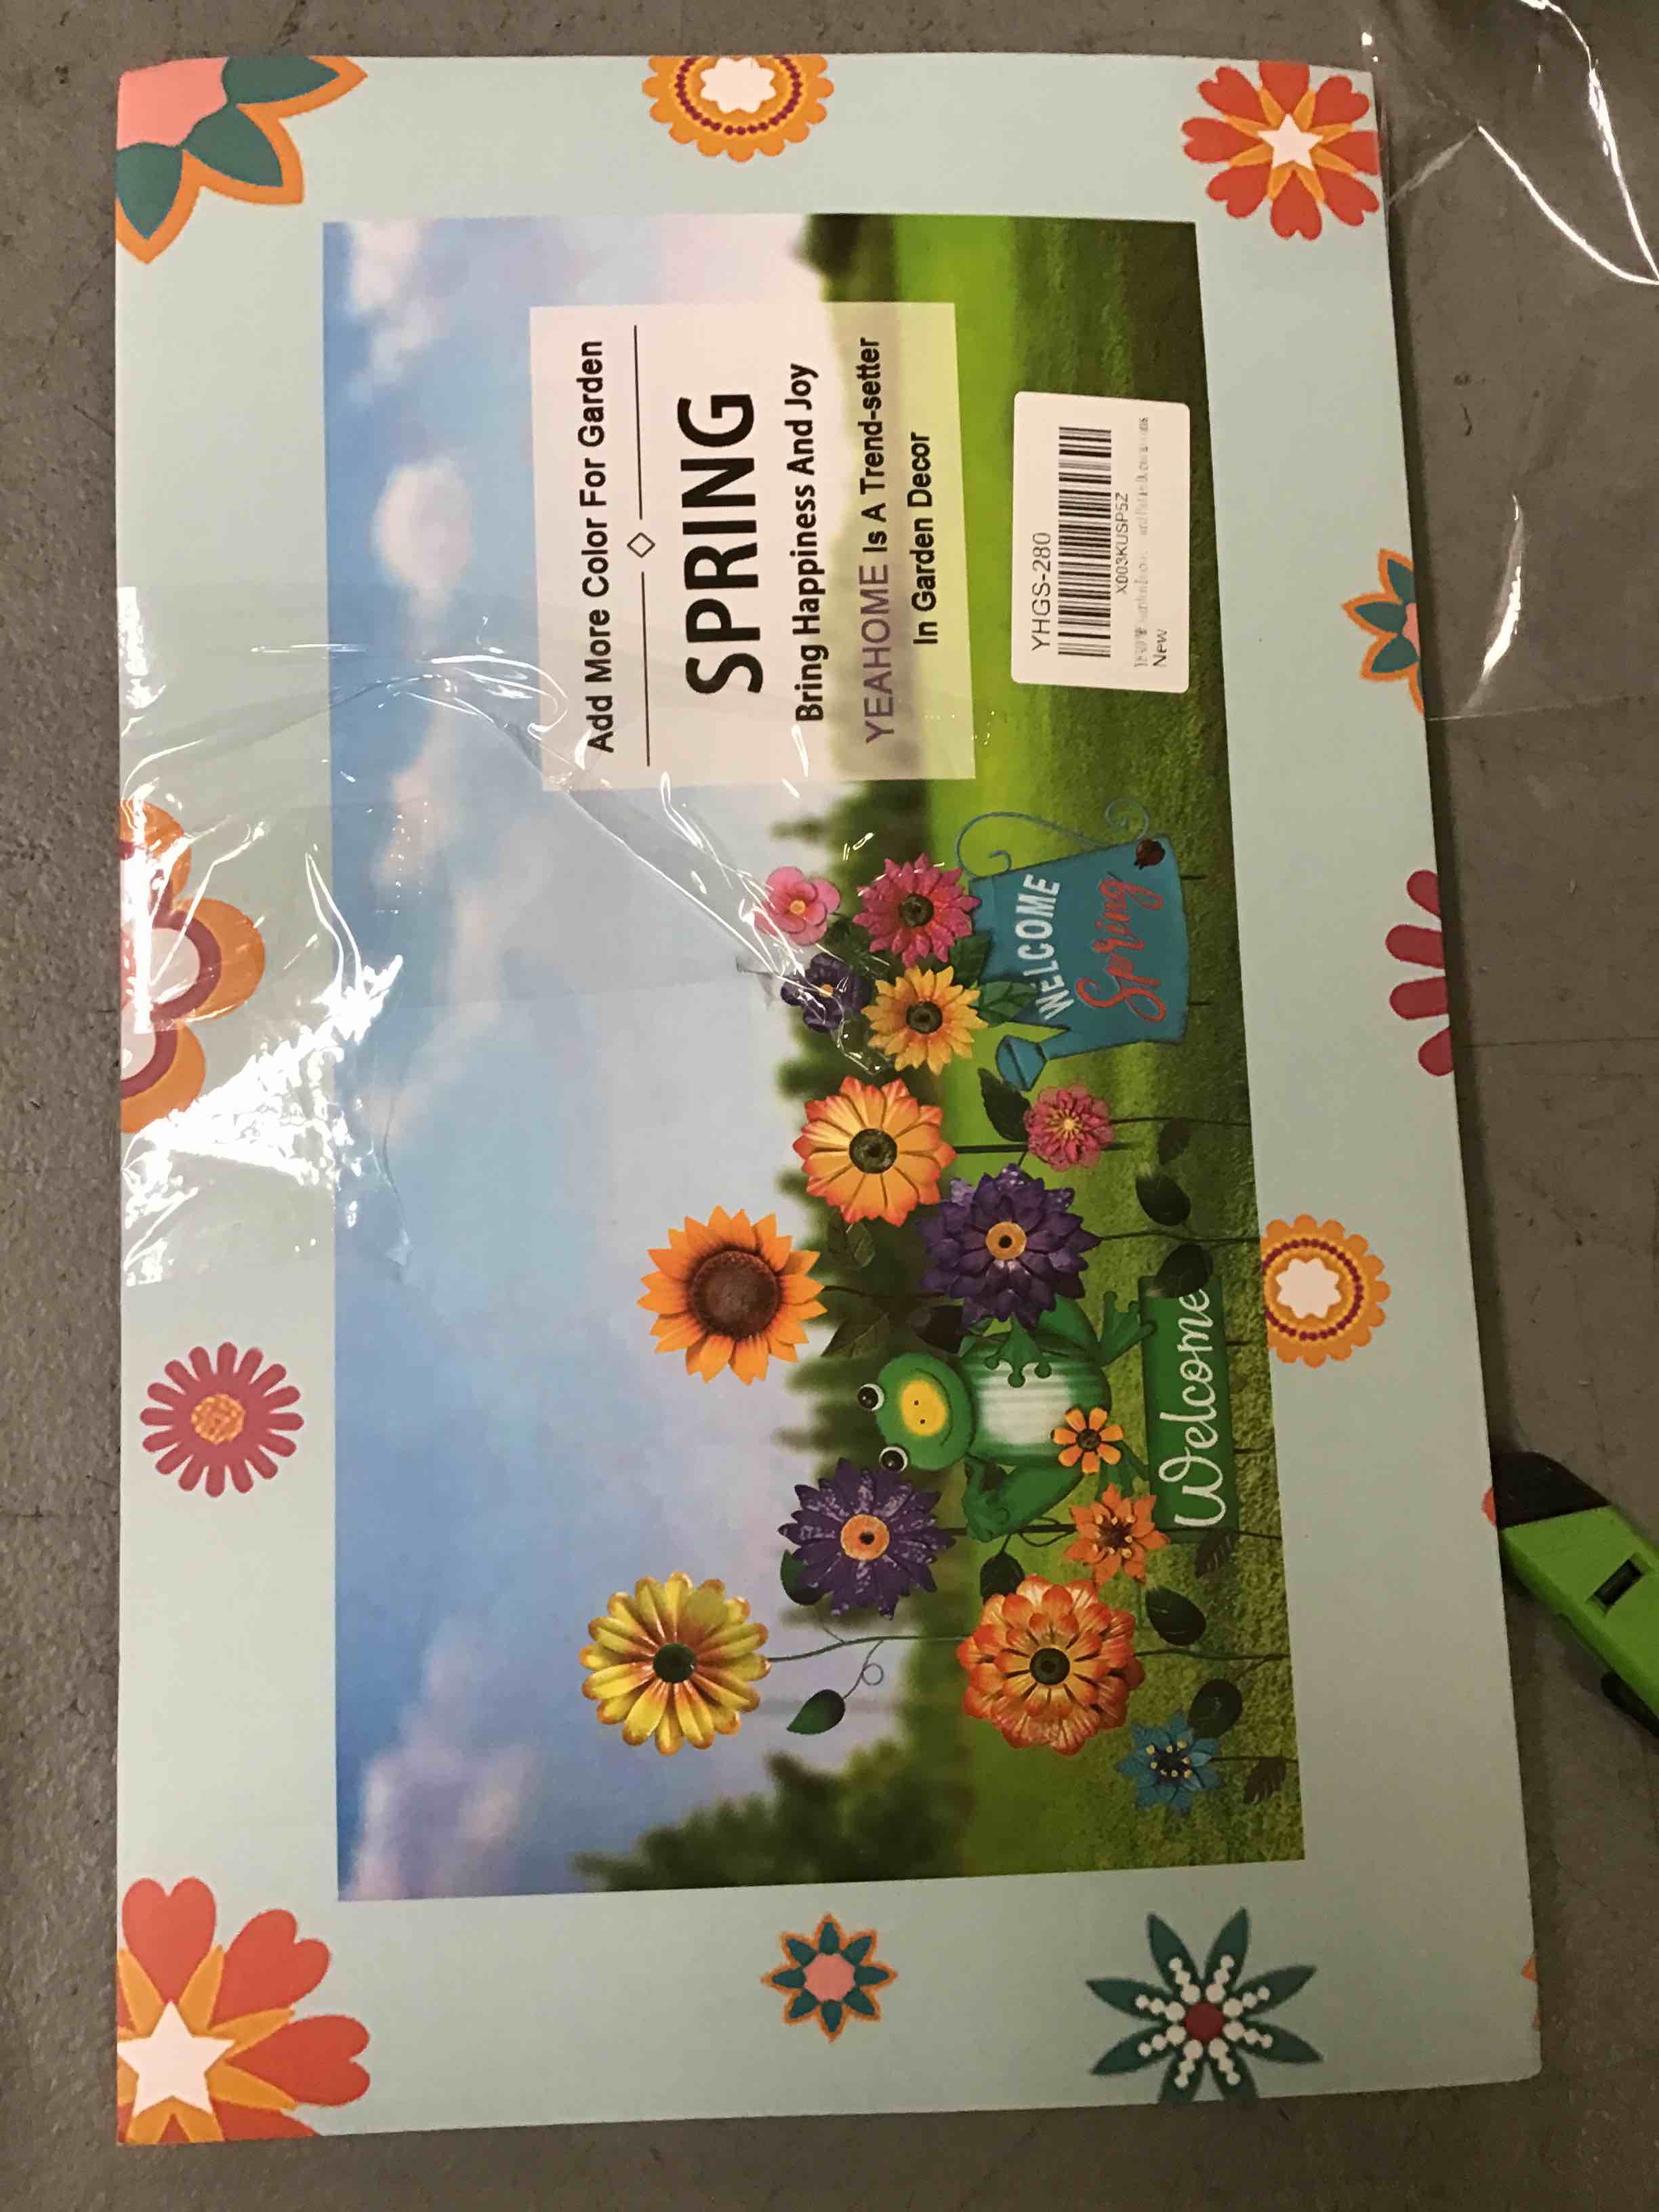 Add More Color For Garden
SPRING
Bring Happiness And Joy
YEAHOME Is A Trend-setter
In Garden Decor
YHGS-280
X003KUSP5Z
New
WELCOME
Spring
Welcome